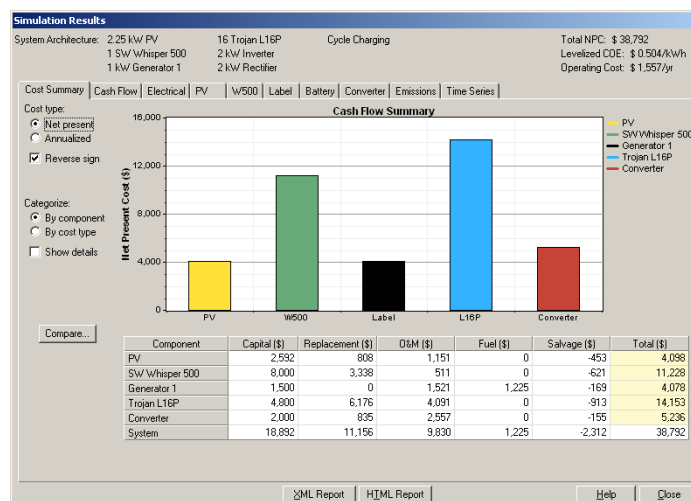 Simulation Results
System Architecture: 2.25 kW PV 16 Trojan L16P Cycle Charging Total NPC: $ 38,792
1 SW Whisper 500 2 kW Inverter Levelized COE: $ 0.504/kWh
1 kW Generator 1 2 kW Rectifier Operating Cost: $ 1,557/yr
Cost Summary Cash Flow Electrical PV W500 Label Battery Converter Emissions Time Series
Cost type:
Net present
Annualized
Reverse sign
Categorize:
By component
By cost type
Show details
Compare...
Cash Flow Summary
16,000
12,000
8,000
4,000
0
Net Present Cost ($)
PV W500 Label L16P Converter
PV
SW Whisper 500
Generator 1
Trojan L16P
Converter
Component Capital ($) Replacement ($) O&M ($) Fuel ($) Salvage ($) Total ($)
PV 2,592 808 1,151 0 -453 4,098
SW Whisper 500 8,000 3,338 511 0 -621 11,228
Generator 1 1,500 0 1,521 1,225 -169 4,078
Trojan L16P 4,800 6,176 4,091 0 -913 14,153
Converter 2,000 835 2,557 0 -155 5,236
System 18,892 11,156 9,830 1,225 -2,312 38,792
XML Report HTML Report Help Close